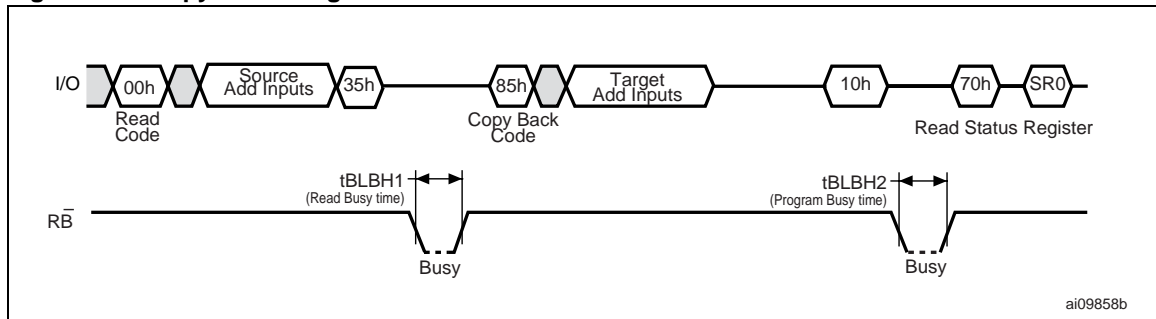 I/O
00h
Source
Add Inputs
35h
85h
Target
Add Inputs
10h
70h
SR0
Read
Code
Copy Back
Code
Read Status Register
tBLBH1
(Read Busy time)
tBLBH2
(Program Busy time)
RB
Busy
Busy
ai09858b